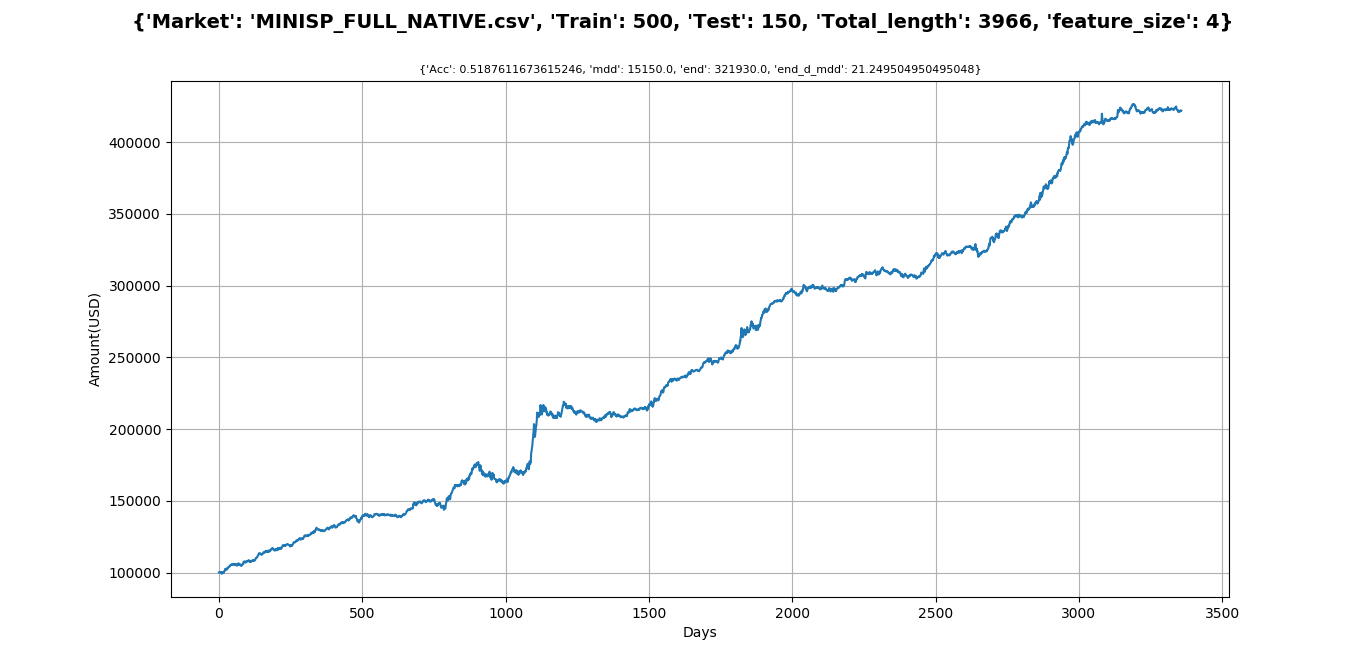 {'Market': 'MINISP_FULL_NATIVE.csv', 'Train': 500, 'Test': 150, 'Total_length': 3966, 'feature_size': 4}
{'Acc': 0.5187611673615246, 'mdd': 15150.0, 'end': 321930.0, 'end_d_mdd': 21.249504950495048}
400000
350000
300000
250000
200000
150000
100000
Amount(USD)
0 500 1000 1500 2000 2500 3000 3500
Days